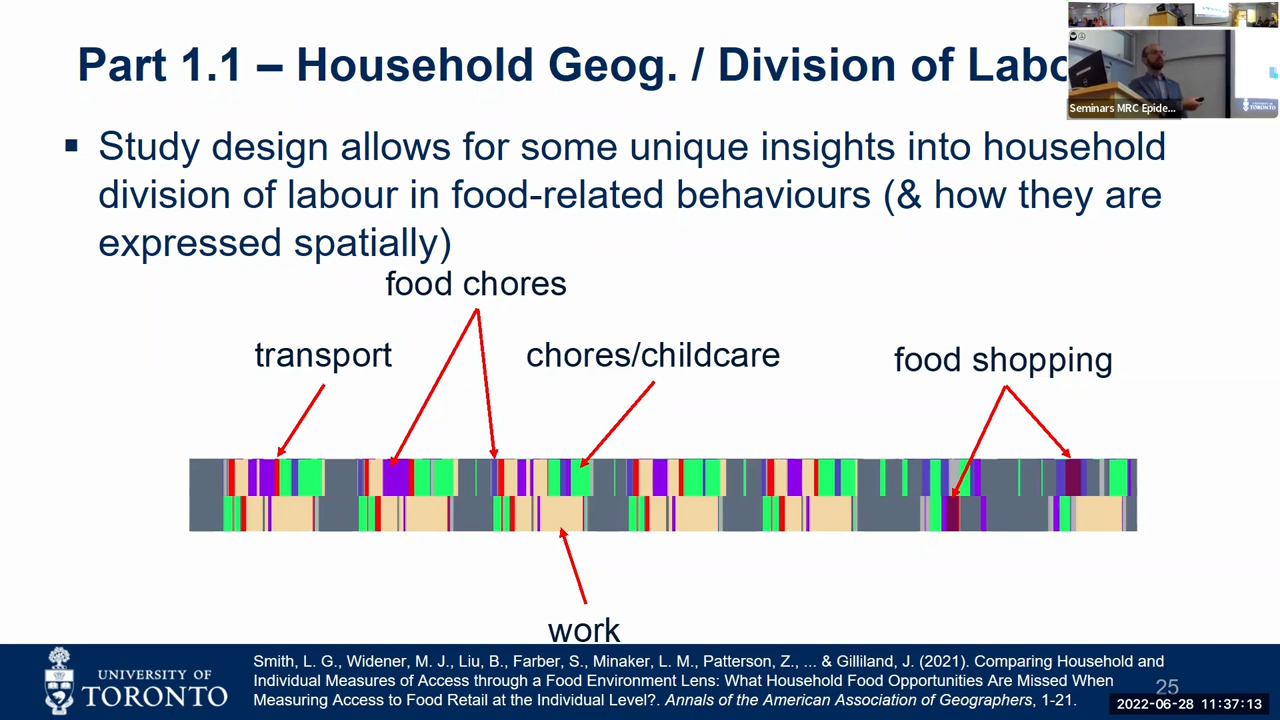 Part 1.1 – Household Geog. / Division of Labo
Seminars MRC Epide...
UNIVERSITY OF
TORONTO
▪ Study design allows for some unique insights into household
division of labour in food-related behaviours (& how they are
expressed spatially)
food chores
transport
chores/childcare
food shopping
work
UNIVERSITY OF
TORONTO
Smith, L. G., Widener, M. J., Liu, B., Farber, S., Minaker, L. M., Patterson, Z., ... & Gilliland, J. (2021). Comparing Household and
Individual Measures of Access through a Food Environment Lens: What Household Food Opportunities Are Missed When
Measuring Access to Food Retail at the Individual Level?. Annals of the American Association of Geographers, 1-21.
25
2022-06-28 11:37:13